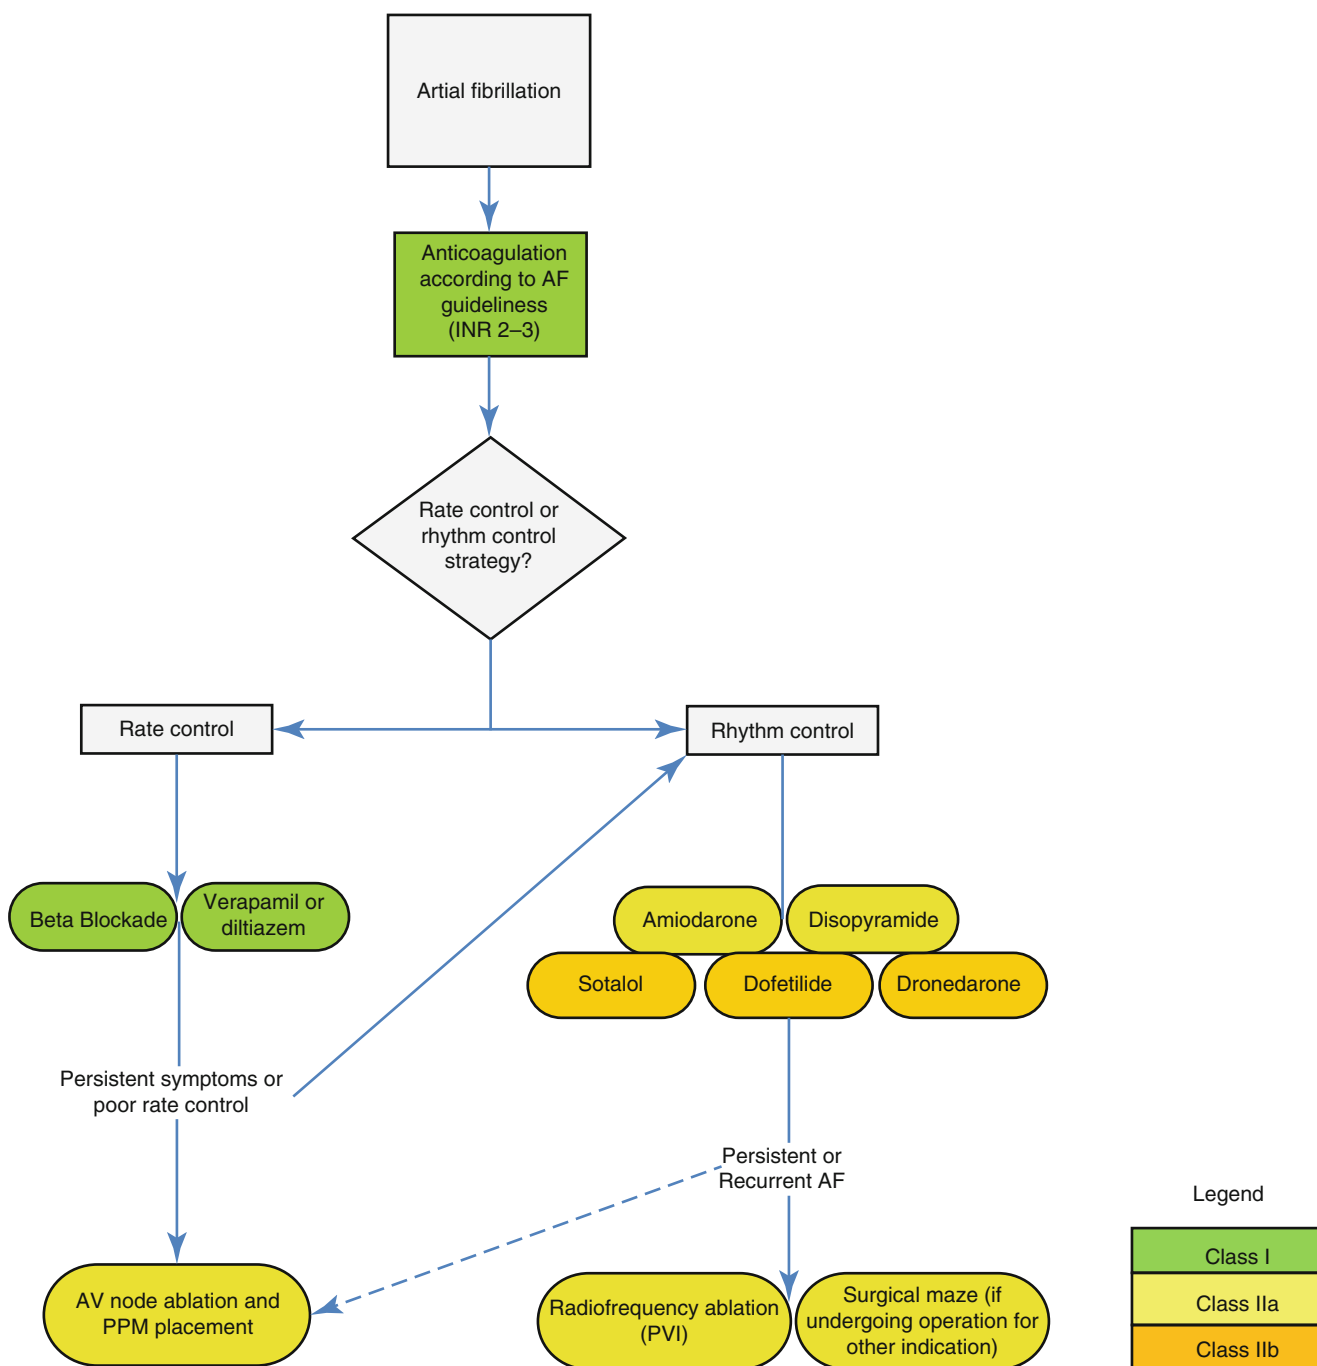 Artial fibrillation
Anticoagulation
according to AF
guideliness
(INR 2–3)
Rate control or
rhythm control
strategy?
Rate control
Rhythm control
Beta Blockade
Verapamil or
diltiazem
Amiodarone
Disopyramide
Sotalol
Dofetilide
Dronedarone
Persistent symptoms or
poor rate control
Persistent or
Recurrent AF
AV node ablation and
PPM placement
Radiofrequency ablation
(PVI)
Surgical maze (if
undergoing operation for
other indication)
Legend
Class I
Class IIa
Class IIb